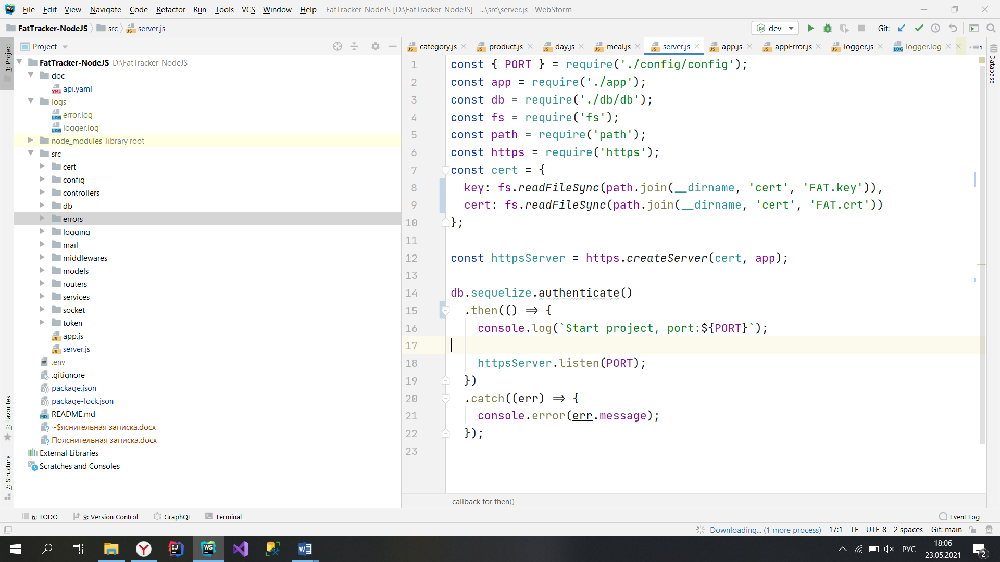 File Edit View Navigate Code Refactor Run Tools VCS Window Help FatTracker-NodeJS [D:\FatTracker-NodeJS] - ...\src\server.js - WebStorm
FatTracker-NodeJS src server.js dev Git:
1: Project
Project
category.js product.js day.js meal.js server.js app.js appError.js logger.js logger.log 1
Database
FatTracker-NodeJS D:\FatTracker-NodeJS
doc
api.yaml
logs
error.log
logger.log
node_modules library root
src
cert
config
controllers
db
errors
logging
mail
middlewares
models
routers
services
socket
token
app.js
server.js
.env
.gitignore
package.json
package-lock.json
README.md
~$яснительная записка.docx
Пояснительная записка.docx
External Libraries
Scratches and Consoles
2: Favorites
7: Structure
1 const { PORT } = require('./config/config');
2 const app = require('./app');
3 const db = require('./db/db');
4 const fs = require('fs');
5 const path = require('path');
6 const https = require('https');
7 const cert = {
8 key: fs.readFileSync(path.join(__dirname, 'cert', 'FAT.key')),
9 cert: fs.readFileSync(path.join(__dirname, 'cert', 'FAT.crt'))
10 };
11
12 const httpsServer = https.createServer(cert, app);
13
14 db.sequelize.authenticate()
15 .then(() => {
16 console.log(`Start project, port:${PORT}`);
17
18 httpsServer.listen(PORT);
19 })
20 .catch((err) => {
21 console.error(err.message);
22 });
23
callback for then()
6: TODO 9: Version Control GraphQL Terminal Event Log
Downloading... (1 more process) 17:1 LF UTF-8 2 spaces Git: main
РУС 18:06
23.05.2021 2